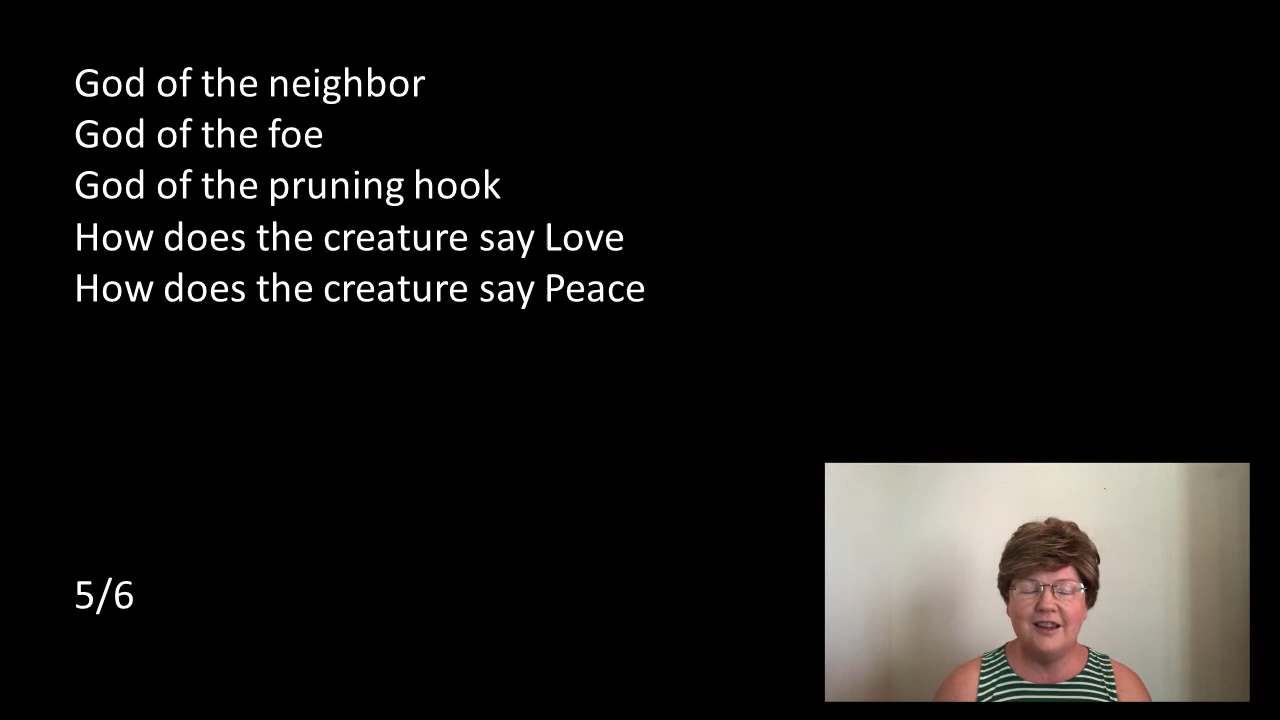 God of the neighbor
God of the foe
God of the pruning hook
How does the creature say Love
How does the creature say Peace
5/6